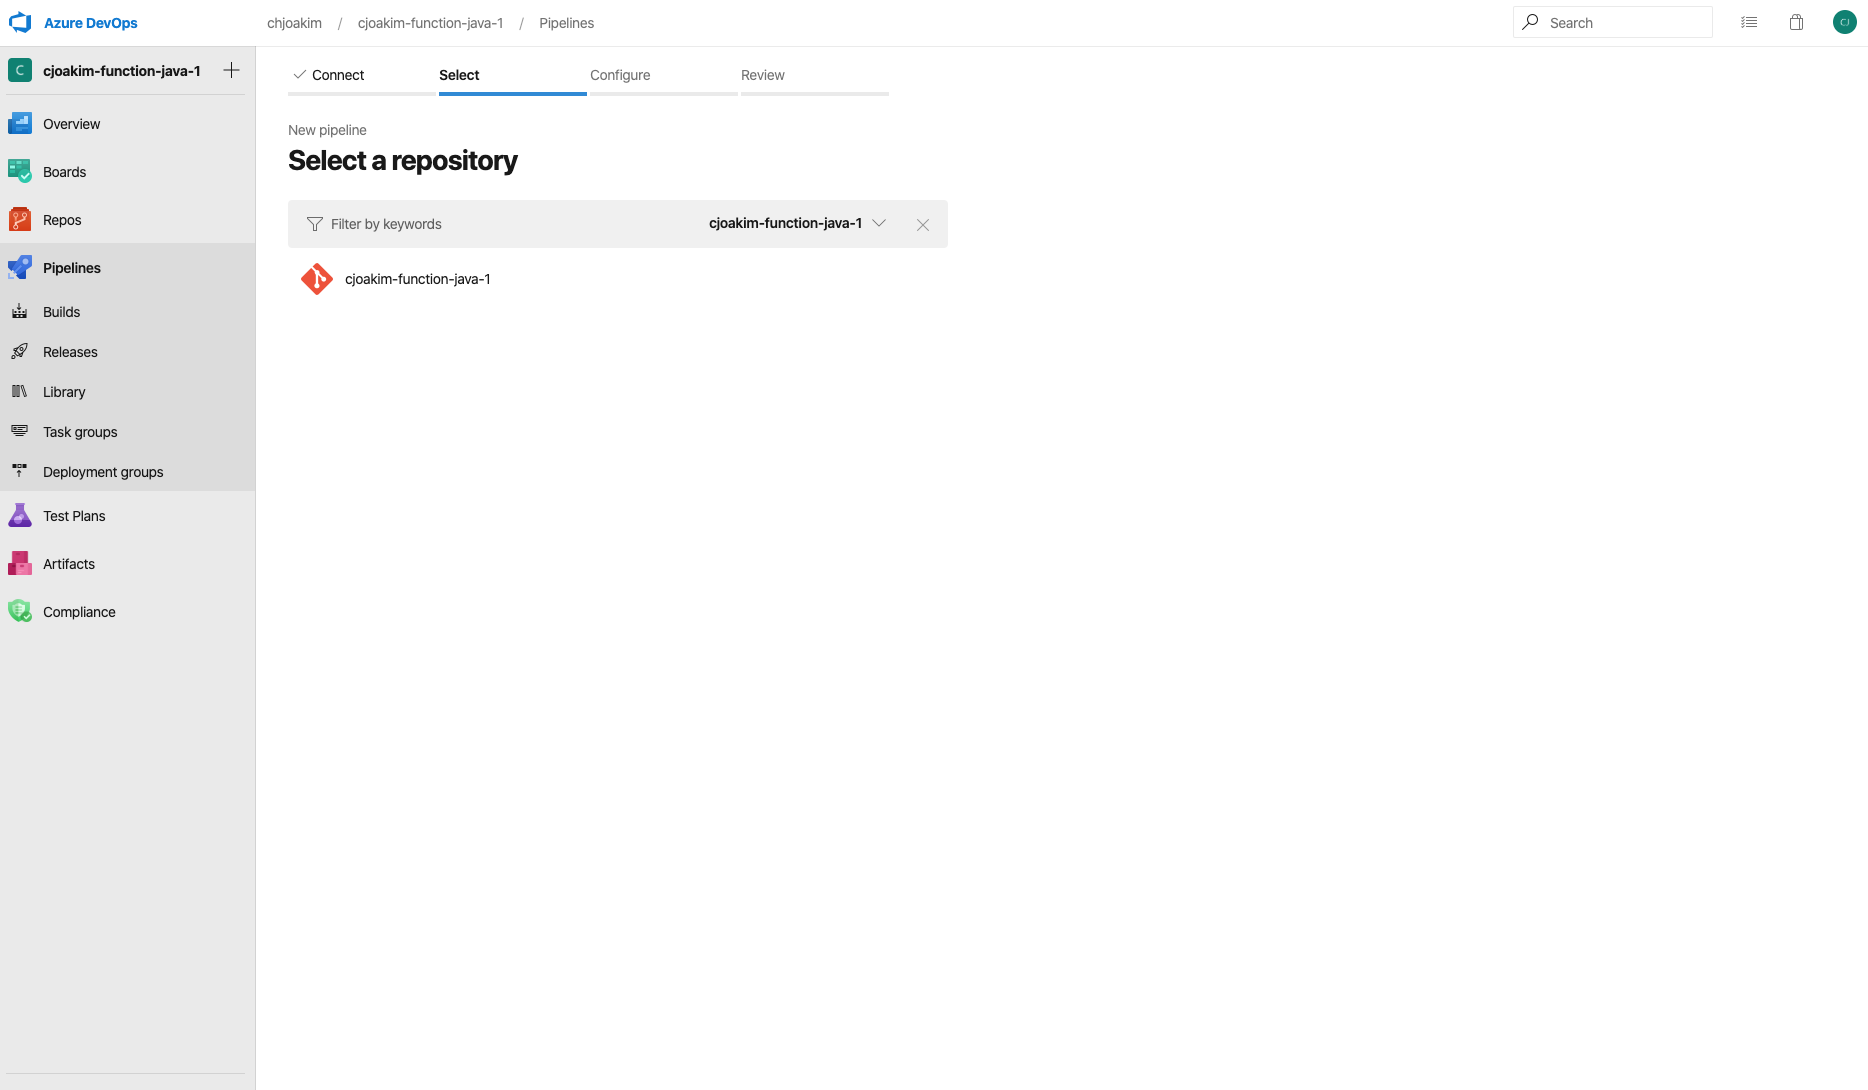 Azure DevOps
chjoakim / cjoakim-function-java-1 / Pipelines
Search
CJ
C
cjoakim-function-java-1
Overview
Boards
Repos
Pipelines
Builds
Releases
Library
Task groups
Deployment groups
Test Plans
Artifacts
Compliance
Connect
Select
Configure
Review
New pipeline
Select a repository
Filter by keywords
cjoakim-function-java-1
cjoakim-function-java-1